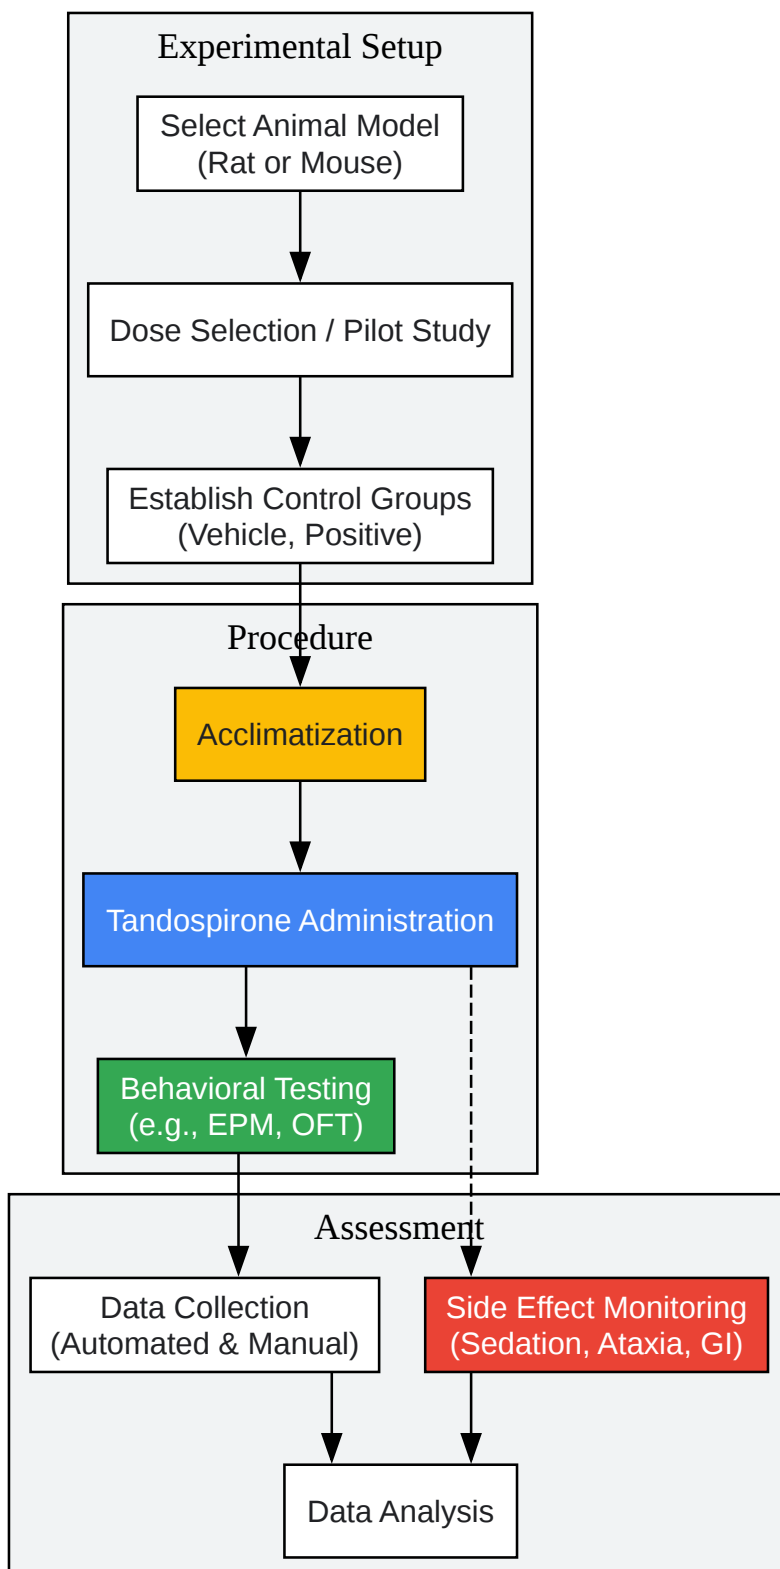 Experimental Setup
Select Animal Model
(Rat or Mouse)
Dose Selection / Pilot Study
Establish Control Groups
(Vehicle, Positive)
Procedure
Acclimatization
Tandospirone Administration
Behavioral Testing
(e.g., EPM, OFT)
Assessment
Data Collection
(Automated & Manual)
Side Effect Monitoring
(Sedation, Ataxia, GI)
Data Analysis